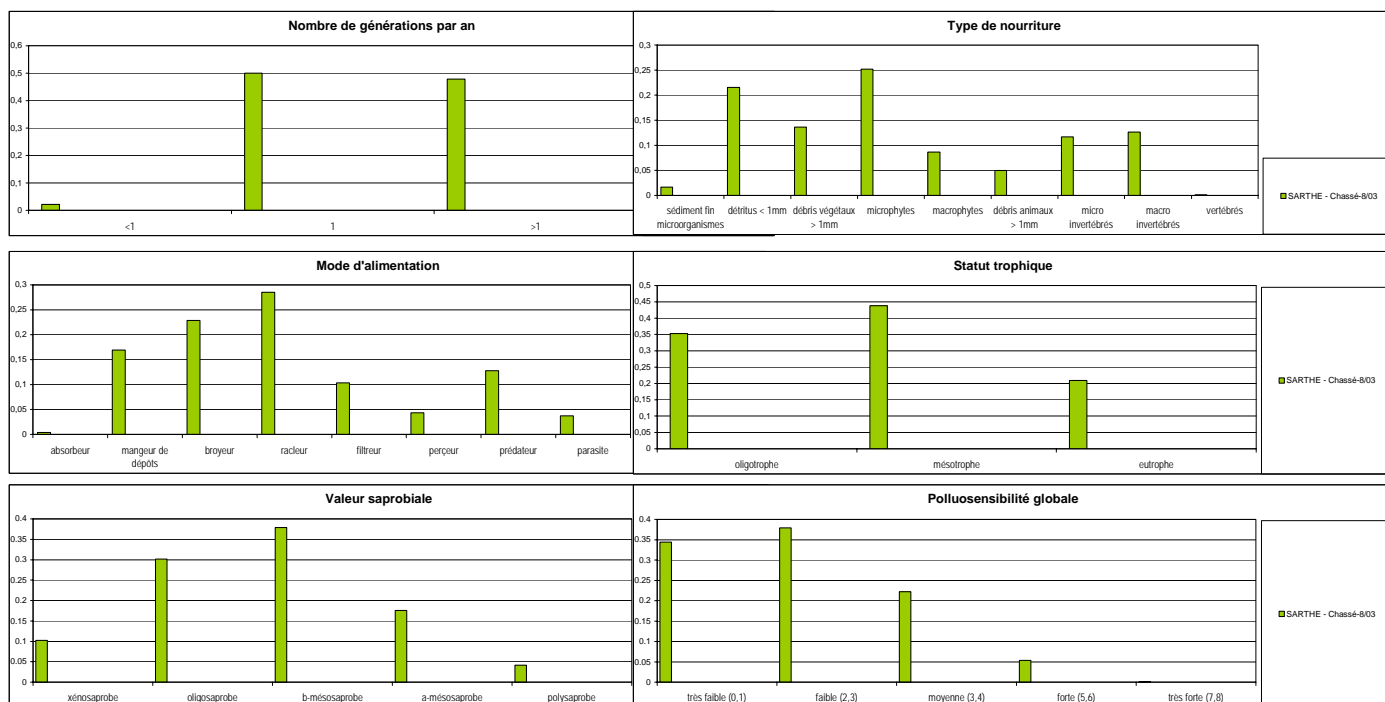 Nombre de générations par an
0,6
0,5
0,4
0,3
0,2
0,1
0
<1 1 >1
Type de nourriture
0,3
0,25
0,2
0,15
0,1
0,05
0
sédiment fin détritus < 1mm débris végétaux microphytes macrophytes débris animaux micro macro vertébrés
microorganismes > 1mm > 1mm invertébrés invertébrés
SARTHE - Chassé-8/03
Mode d'alimentation
0,3
0,25
0,2
0,15
0,1
0,05
0
absorbeur mangeur de broyeur racleur filtreur perçeur prédateur parasite
dépôts
Statut trophique
0,5
0,45
0,4
0,35
0,3
0,25
0,2
0,15
0,1
0,05
0
oligotrophe mésotrophe eutrophe
SARTHE - Chassé-8/03
Valeur saprobiale
0.4
0.35
0.3
0.25
0.2
0.15
0.1
0.05
0
xénosaprobe oligosaprobe b-mésosaprobe a-mésosaprobe polysaprobe
Polluosensibilité globale
0.4
0.35
0.3
0.25
0.2
0.15
0.1
0.05
0
très faible (0,1) faible (2,3) moyenne (3,4) forte (5,6) très forte (7,8)
SARTHE - Chassé-8/03